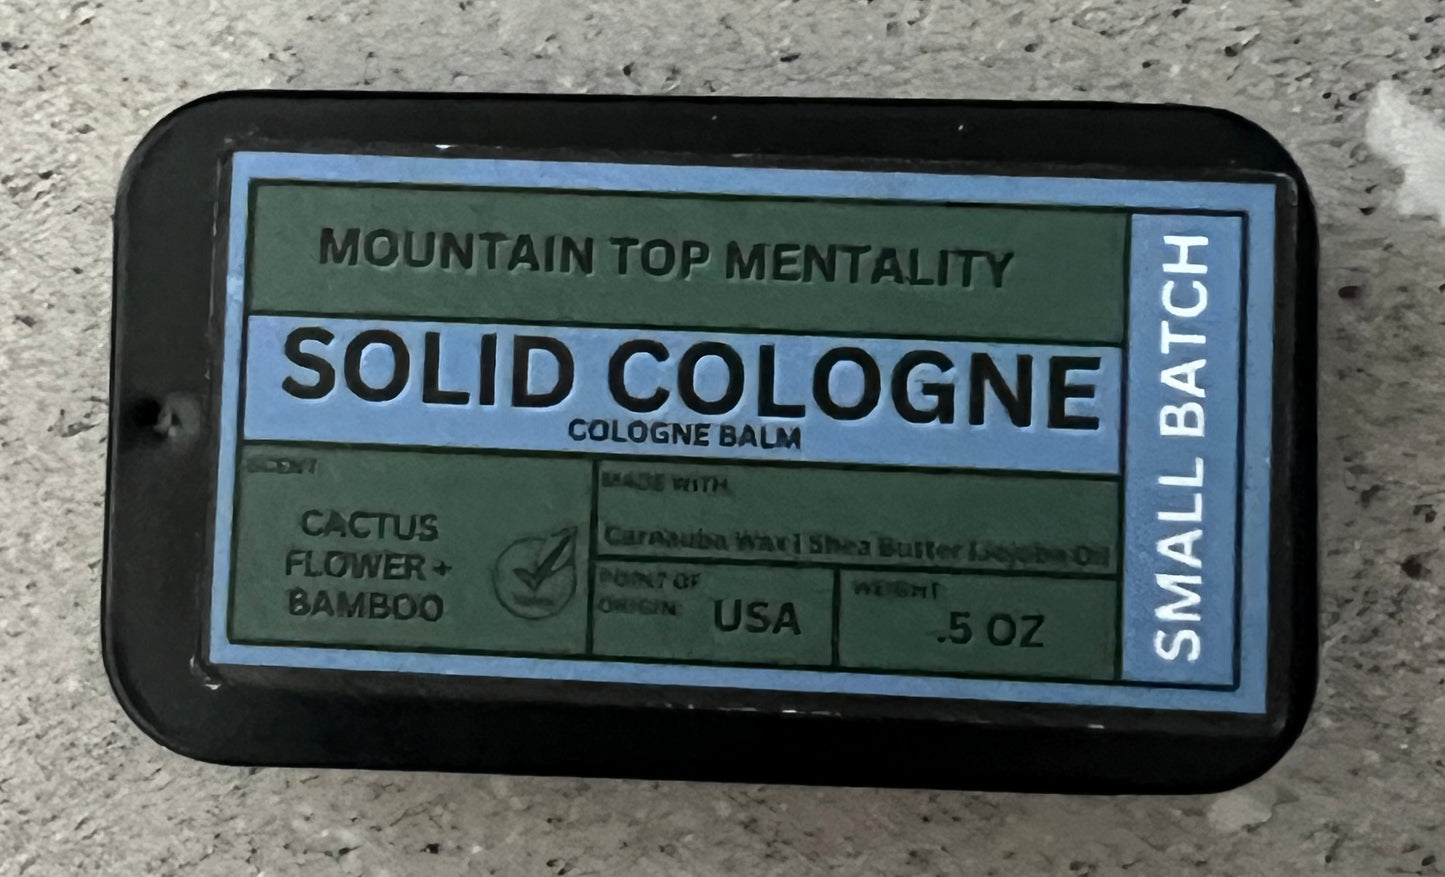 MOUNTAIN TOP MENTALITY
SOLID COLOGNE
COLOGNE BALM
SCENT
CACTUS
FLOWER +
BAMBOO
MADE WITH
Carnauba Wax | Shea Butter | Jojoba Oil
POINT OF
ORIGIN
USA
WEIGHT
.5 OZ
SMALL BATCH